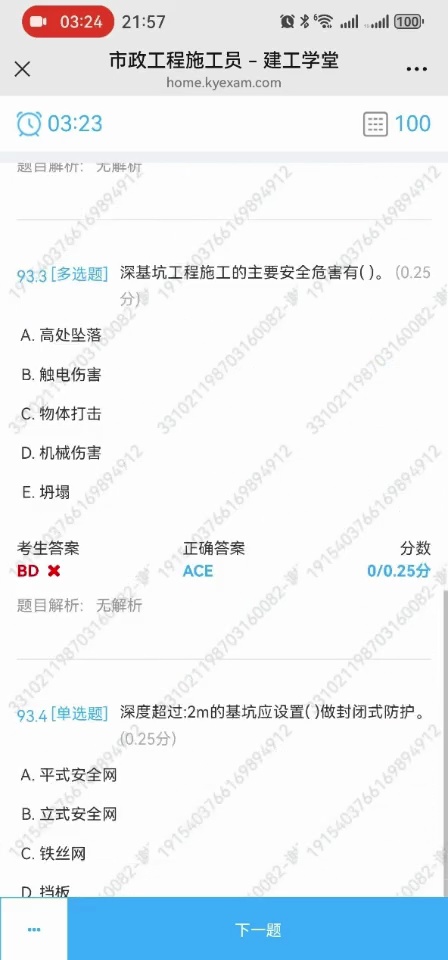 03:24 21:57 6 100
市政工程施工员 – 建工学堂
home.kyexam.com
03:23 100
题目解析: 无解析
93.3 [多选题] 深基坑工程施工的主要安全危害有( )。 (0.25
分)
A. 高处坠落
B. 触电伤害
C. 物体打击
D. 机械伤害
E. 坍塌
考生答案 正确答案 分数
BD ✖ ACE 0/0.25分
题目解析: 无解析
93.4 [单选题] 深度超过:2m的基坑应设置( )做封闭式防护。
(0.25分)
A. 平式安全网
B. 立式安全网
C. 铁丝网
D. 挡板
... 下一题